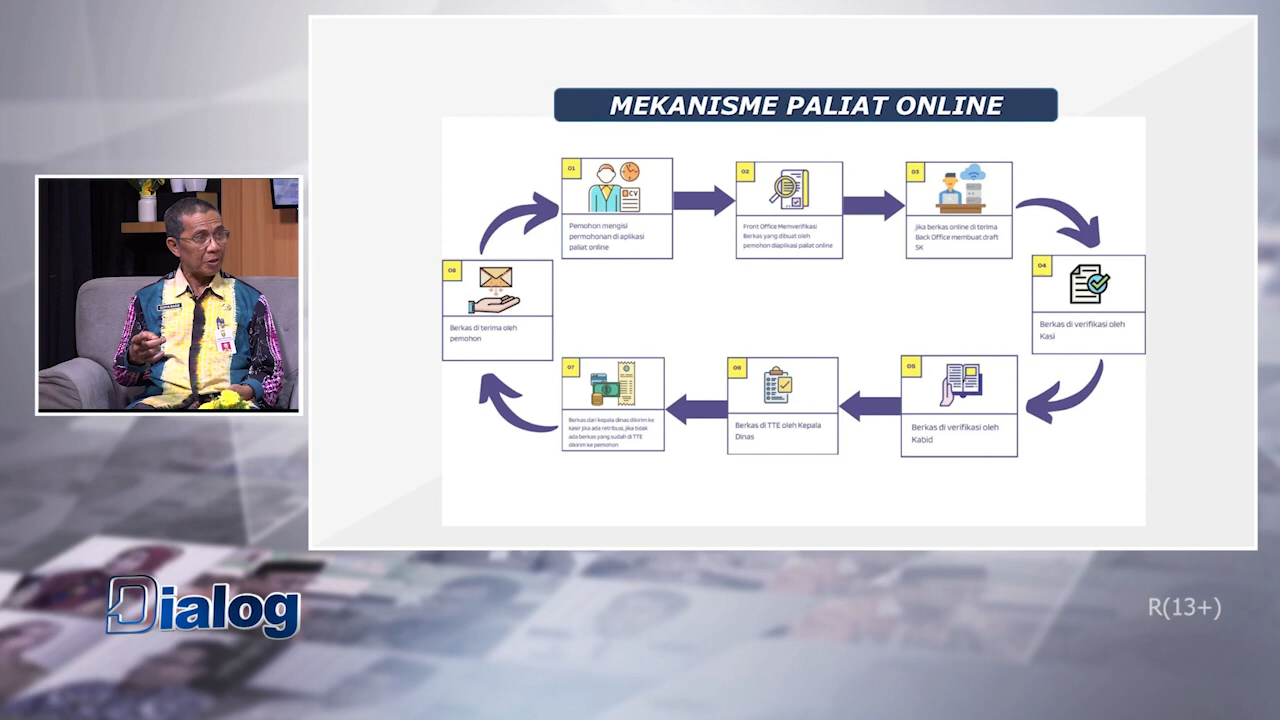 MEKANISME PALIAT ONLINE
01
Pemohon mengisi
permohonan di aplikasi
paliat online
CV
02
Front Office Memverifikasi
Berkas yang dibuat oleh
pemohon diaplikasi paliat online
03
Jika berkas online di terima
Back Office membuat draft
SK
04
Berkas di verifikasi oleh
Kasi
05
Berkas di verifikasi oleh
Kabid
06
Berkas di TTE oleh Kepala
Dinas
07
Berkas dari kepala dinas dikirim ke
kasir jika ada retribusi, jika tidak
ada berkas yang sudah di TTE
dikirim ke pemohon
08
Berkas di terima oleh
pemohon
Dialog
R(13+)